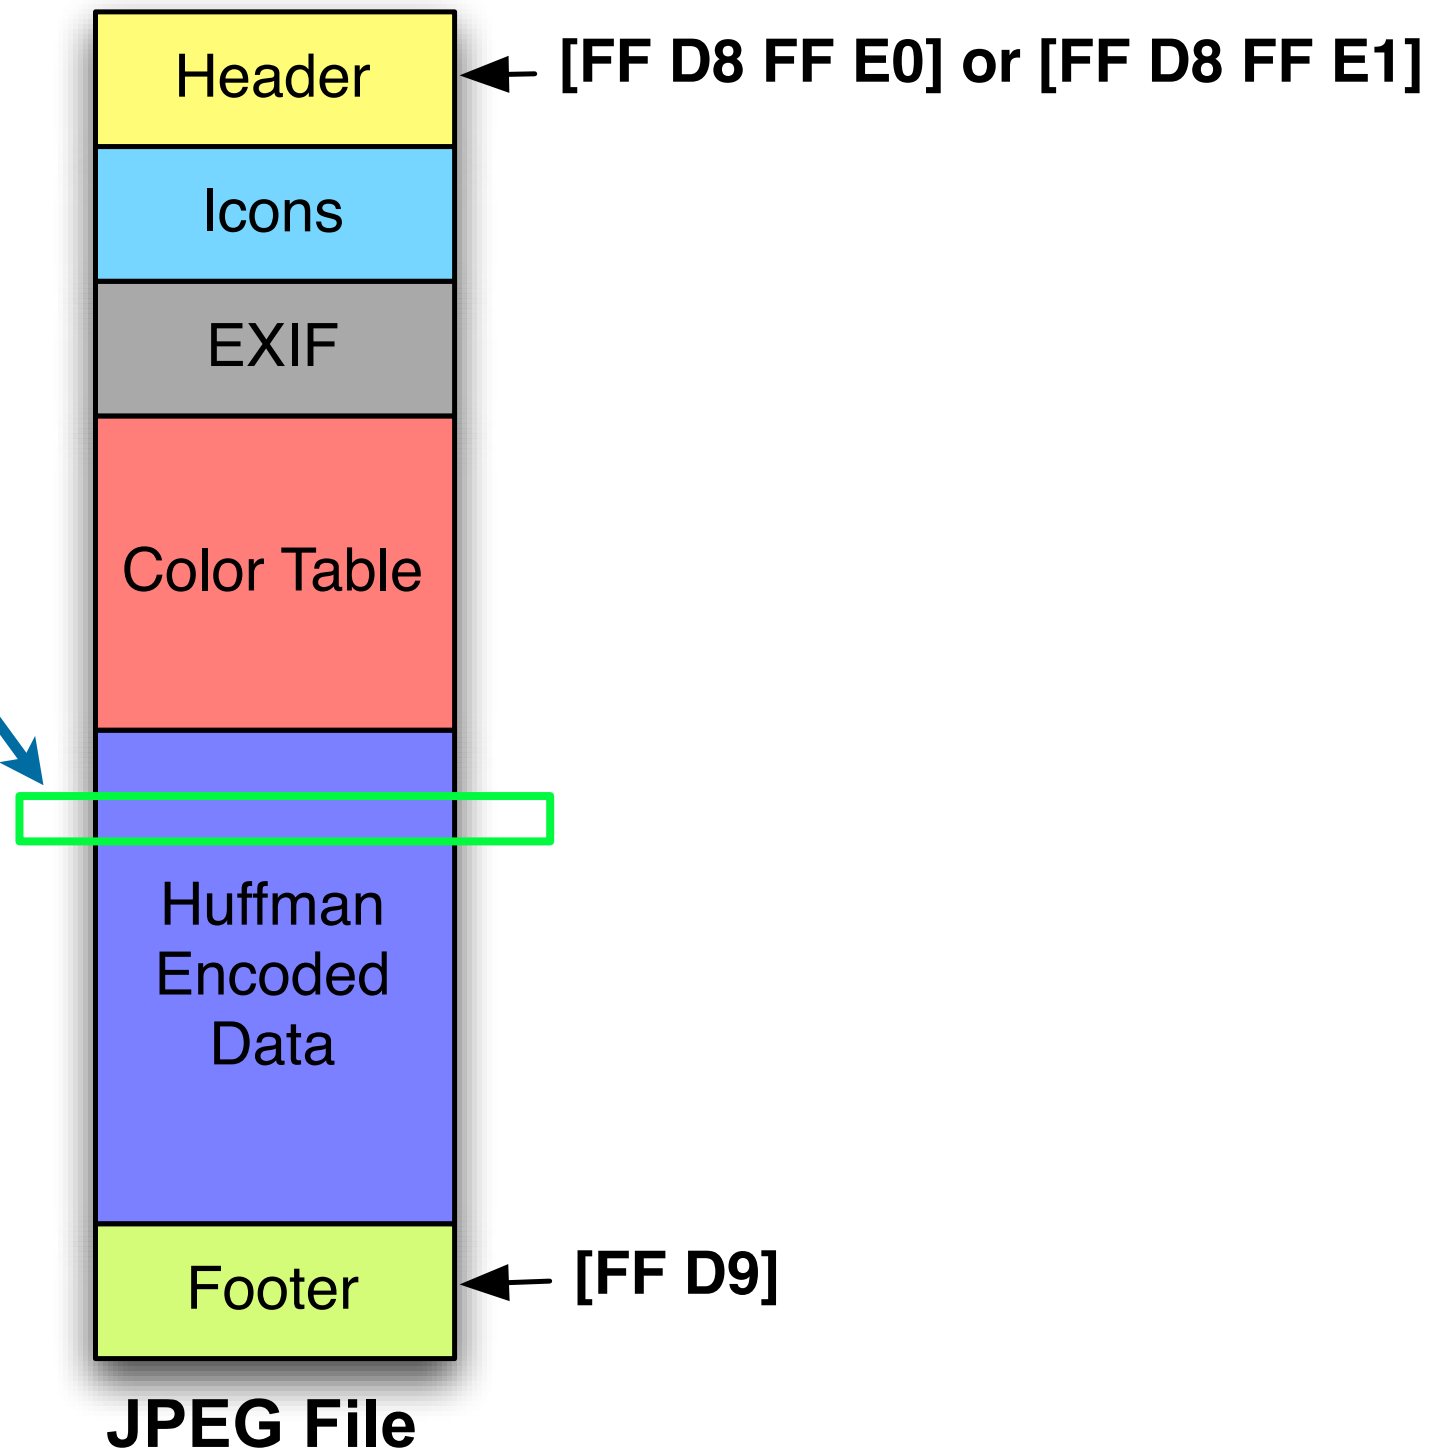 Header
[FF D8 FF E0] or [FF D8 FF E1]
Icons
EXIF
Color Table
Huffman
Encoded
Data
Footer
[FF D9]
JPEG File